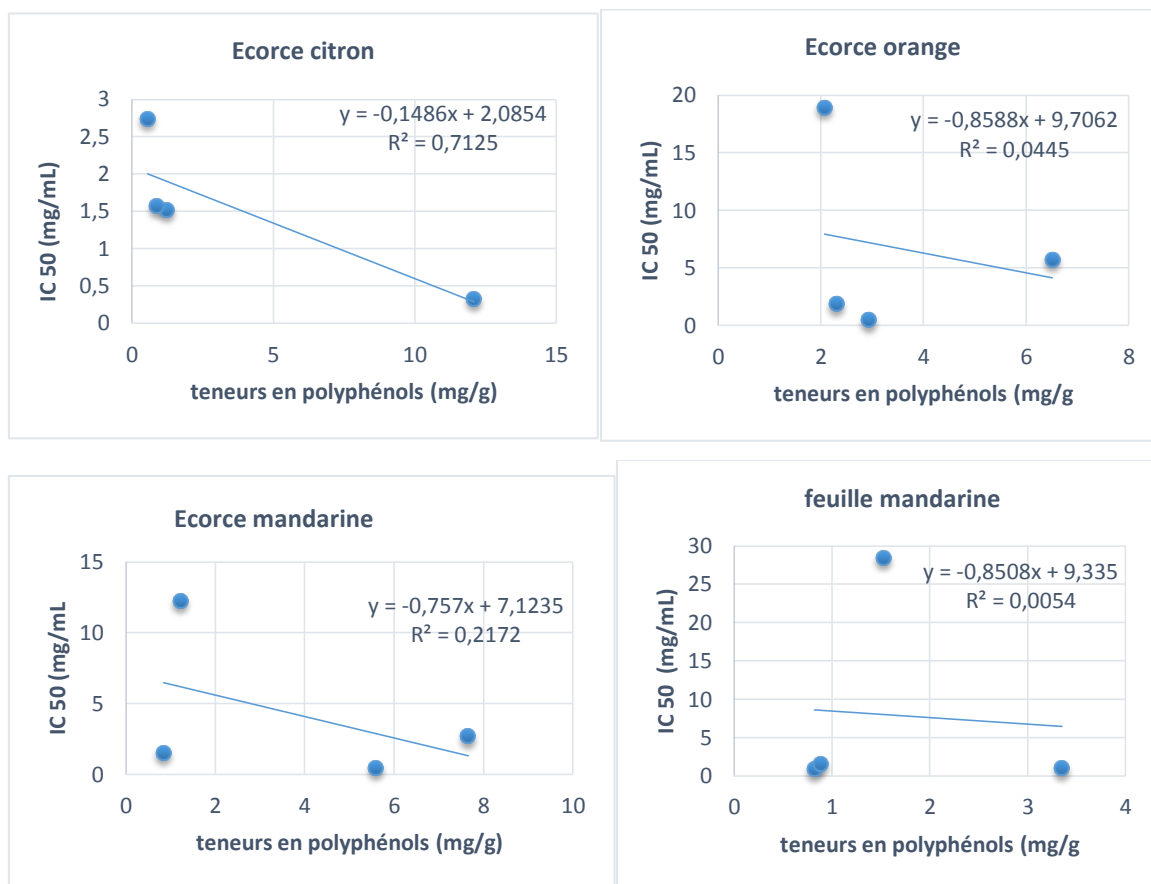 Ecorce citron
y = -0,1486x + 2,0854
R² = 0,7125
3
2,5
2
1,5
1
0,5
0
IC 50 (mg/mL)
0 5 10 15
teneurs en polyphénols (mg/g)
Ecorce orange
y = -0,8588x + 9,7062
R² = 0,0445
20
15
10
5
0
IC 50 (mg/mL)
0 2 4 6 8
teneurs en polyphénols (mg/g
Ecorce mandarine
y = -0,757x + 7,1235
R² = 0,2172
15
10
5
0
IC 50 (mg/mL
0 2 4 6 8 10
teneurs en polyphénols (mg/g)
feuille mandarine
y = -0,8508x + 9,335
R² = 0,0054
30
25
20
15
10
5
0
IC 50 (mg/mL)
0 1 2 3 4
teneurs en polyphénols (mg/g